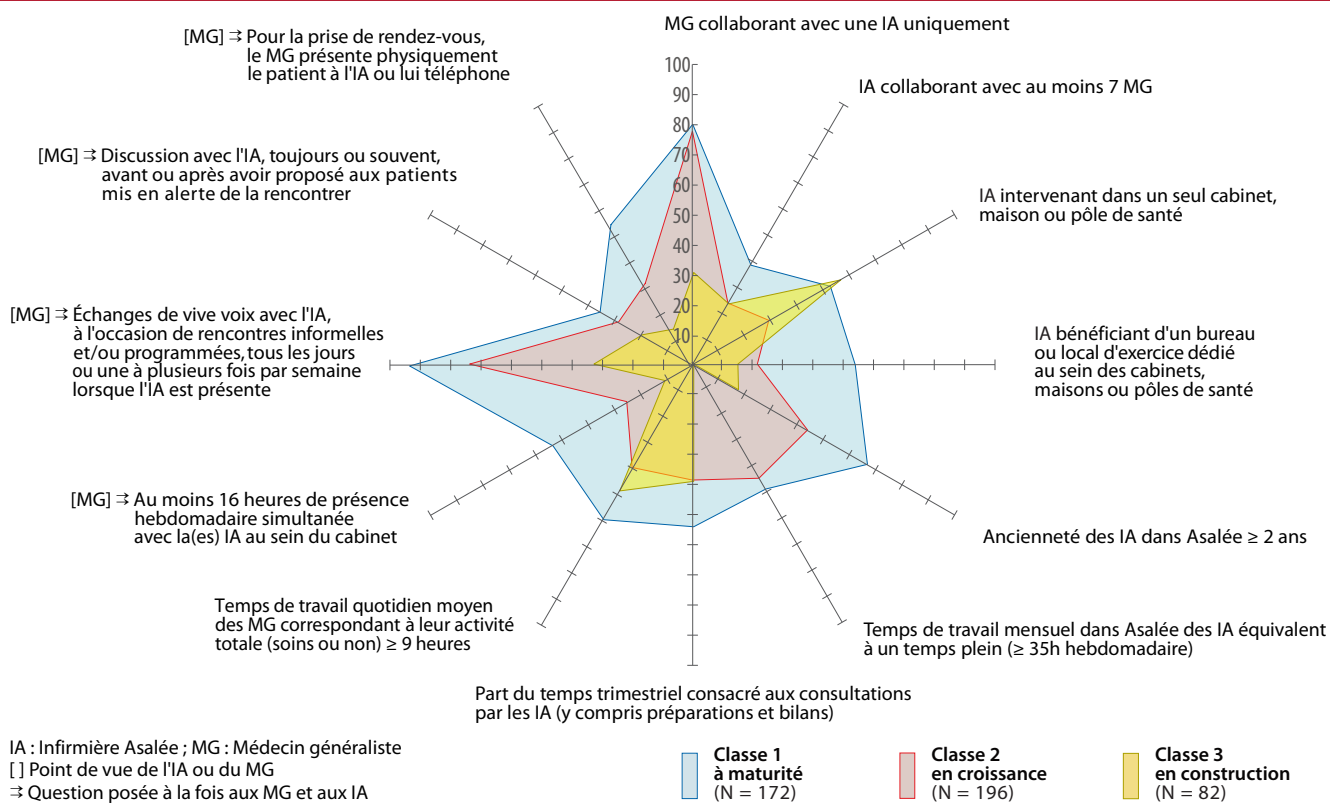 MG collaborant avec une IA uniquement
[MG] ⇉ Pour la prise de rendez-vous,
le MG présente physiquement
le patient à l'IA ou lui téléphone
IA collaborant avec au moins 7 MG
[MG] ⇉ Discussion avec l'IA, toujours ou souvent,
avant ou après avoir proposé aux patients
mis en alerte de la rencontrer
IA intervenant dans un seul cabinet,
maison ou pôle de santé
100
90
80
70
60
50
40
30
20
10
[MG] ⇉ Échanges de vive voix avec l'IA,
à l'occasion de rencontres informelles
et/ou programmées, tous les jours
ou une à plusieurs fois par semaine
lorsque l'IA est présente
IA bénéficiant d'un bureau
ou local d'exercice dédié
au sein des cabinets,
maisons ou pôles de santé
[MG] ⇉ Au moins 16 heures de présence
hebdomadaire simultanée
avec la(es) IA au sein du cabinet
Ancienneté des IA dans Asalée ≥ 2 ans
Temps de travail quotidien moyen
des MG correspondant à leur activité
totale (soins ou non) ≥ 9 heures
Temps de travail mensuel dans Asalée des IA équivalent
à un temps plein (≥ 35h hebdomadaire)
Part du temps trimestriel consacré aux consultations
par les IA (y compris préparations et bilans)
IA : Infirmière Asalée ; MG : Médecin généraliste
[ ] Point de vue de l'IA ou du MG
⇉ Question posée à la fois aux MG et aux IA
Classe 1
à maturité
(N = 172)
Classe 2
en croissance
(N = 196)
Classe 3
en construction
(N = 82)